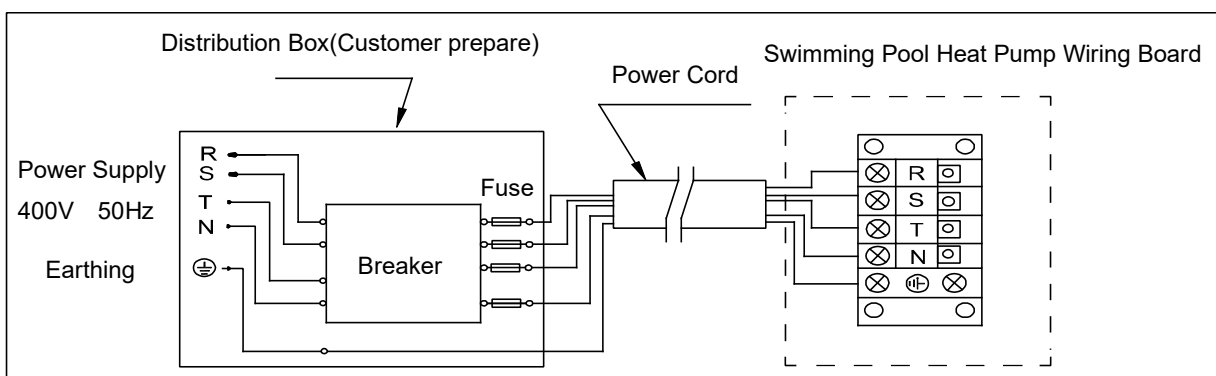 Distribution Box(Customer prepare)
Power Cord
Swimming Pool Heat Pump Wiring Board
Power Supply
400V 50Hz
Earthing
R
S
T
N
Fuse
Breaker
R
S
T
N